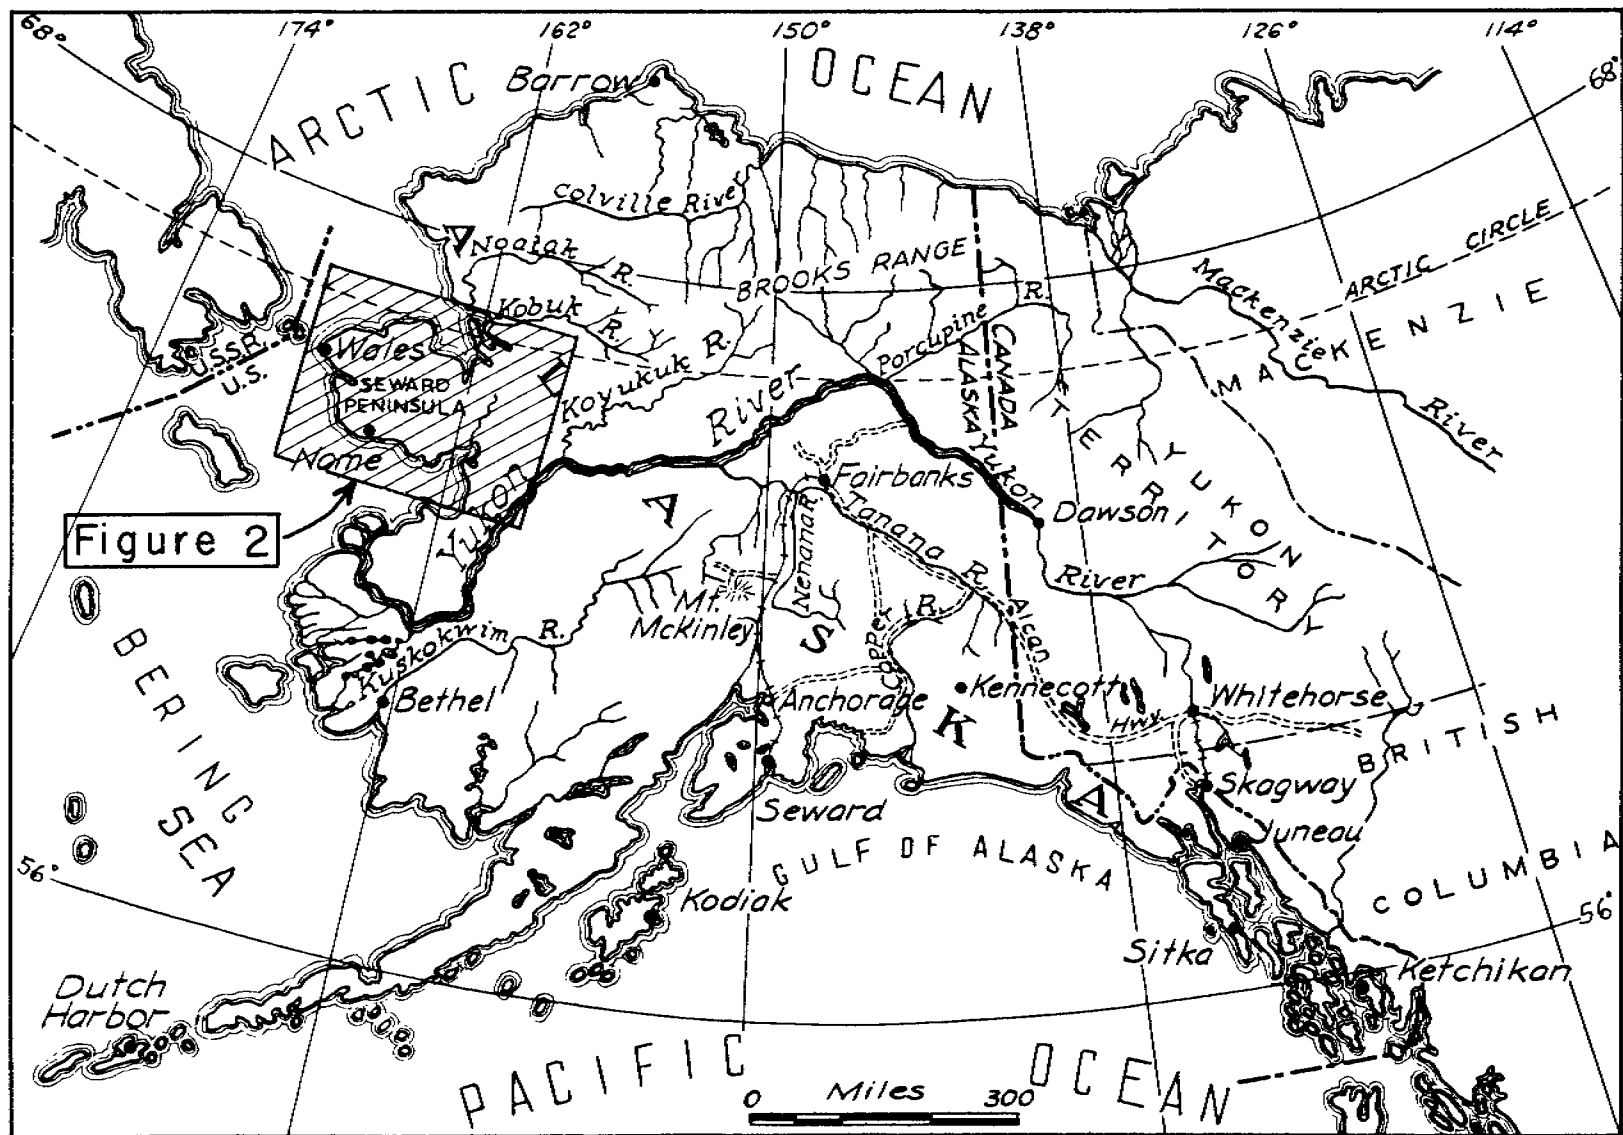 68° 174° 162° 150° 138° 126° 114°
68°
ARCTIC OCEAN
Barrow
Colville River
Noatak R.
BROOKS RANGE
ARCTIC CIRCLE
Kobuk R.
Koyukuk R.
Porcupine R.
Mackenzie River
MACKENZIE
U.S.S.R.
U.S.
Wales
SEWARD
PENINSULA
Nome
CANADA
ALASKA
Yukon River
YUKON
TERRITORY
Figure 2
Fairbanks
Tanana R.
Nenana R.
Dawson
Yukon River
Mt.
McKinley
Copper R.
Alcan
Hwy.
Kuskokwim R.
Bethel
Anchorage
Kennecott
Whitehorse
ALASKA
BERING
SEA
BRITISH
COLUMBIA
Seward
Skagway
Juneau
GULF OF ALASKA
56°
56°
Kodiak
Sitka
Ketchikan
Dutch
Harbor
PACIFIC OCEAN
0 Miles 300